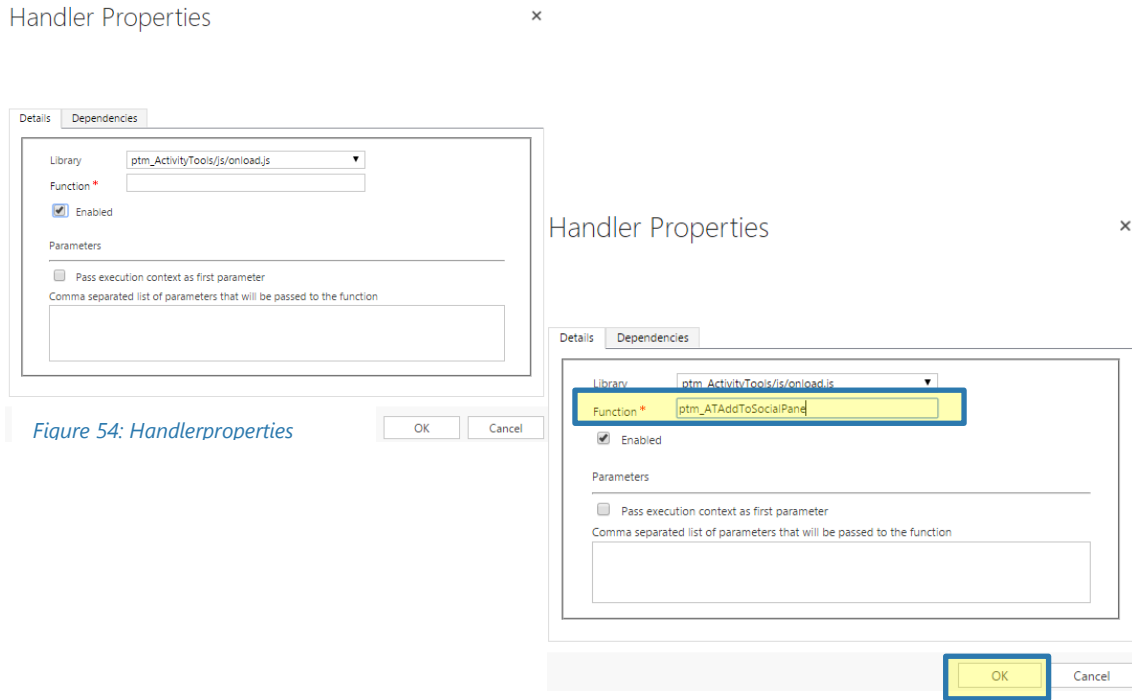 Handler Properties ×
Details Dependencies
Library ptm_ActivityTools/js/onload.js
Function *
Enabled
Parameters
Pass execution context as first parameter
Comma separated list of parameters that will be passed to the function
OK Cancel
Figure 54: Handlerproperties
Handler Properties ×
Details Dependencies
Library ptm_ActivityTools/js/onload.js
Function * ptm_ATAddToSocialPane
Enabled
Parameters
Pass execution context as first parameter
Comma separated list of parameters that will be passed to the function
OK Cancel